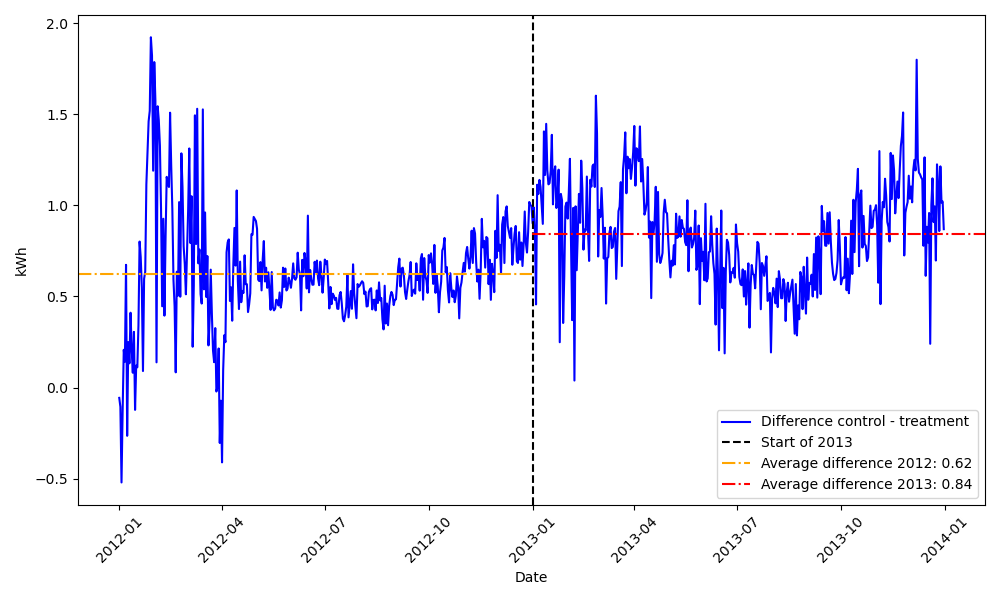 2.0
1.5
1.0
0.5
0.0
−0.5
kWh
2012-01
2012-04
2012-07
2012-10
2013-01
2013-04
2013-07
2013-10
2014-01
Date
Difference control - treatment
Start of 2013
Average difference 2012: 0.62
Average difference 2013: 0.84